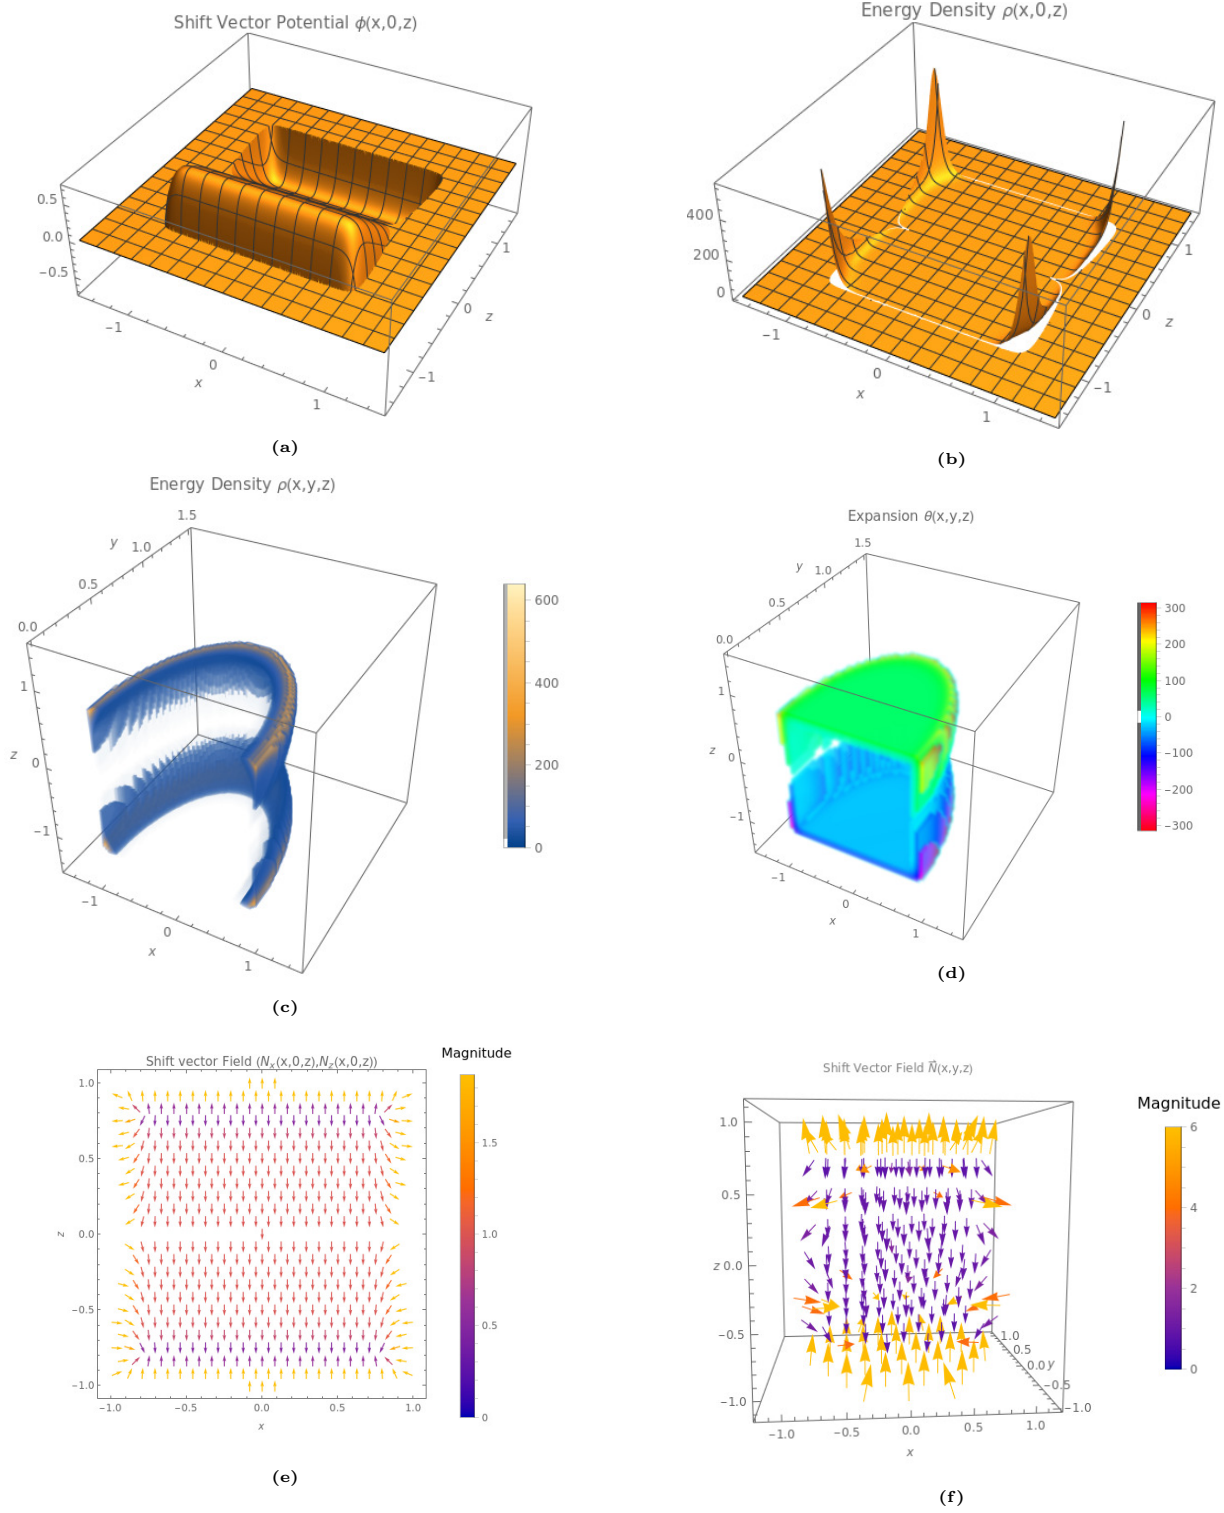 Shift Vector Potential ϕ(x,0,z)
0.5
0.0
−0.5
−1
0
1
x
−1
0
1
z
(a)
Energy Density ρ(x,0,z)
400
200
0
−1
0
1
x
−1
0
1
z
(b)
Energy Density ρ(x,y,z)
1.5
y 1.0
0.5
0.0
1
z 0
−1
−1
0
1
x
600
400
200
0
(c)
Expansion θ(x,y,z)
1.5
y 1.0
0.5
0.0
1
z 0
−1
−1
0
1
x
300
200
100
0
−100
−200
−300
(d)
Shift vector Field (Nx(x,0,z),Nz(x,0,z))
Magnitude
1.0
0.5
0.0
−0.5
−1.0
z
−1.0 −0.5 0.0 0.5 1.0
x
1.5
1.0
0.5
0
(e)
Shift Vector Field N⃗(x,y,z)
Magnitude
1.0
0.5
z 0.0
−0.5
−1.0
−1.0 −0.5 0.0 0.5 1.0
x
1.0
0.5
0.0 y
−0.5
−1.0
6
4
2
0
(f)